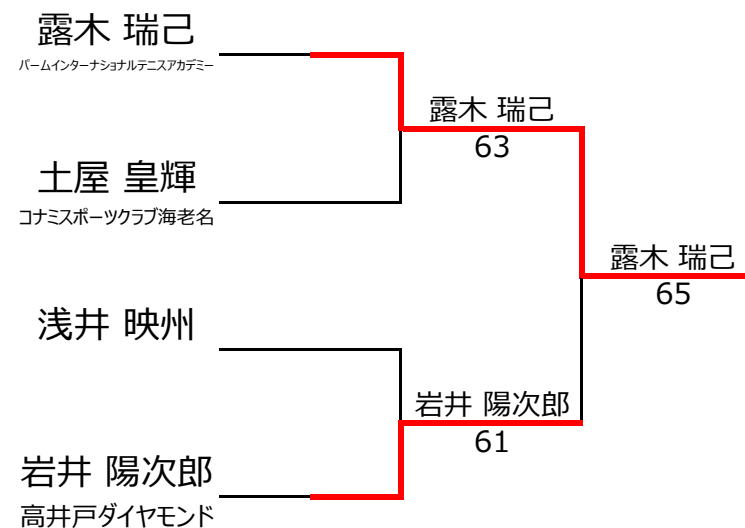 露木 瑞己
パームインターナショナルテニスアカデミー
露木 瑞己
63
土屋 皇輝
コナミスポーツクラブ海老名
露木 瑞己
65
浅井 映州
岩井 陽次郎
61
岩井 陽次郎
高井戸ダイヤモンド